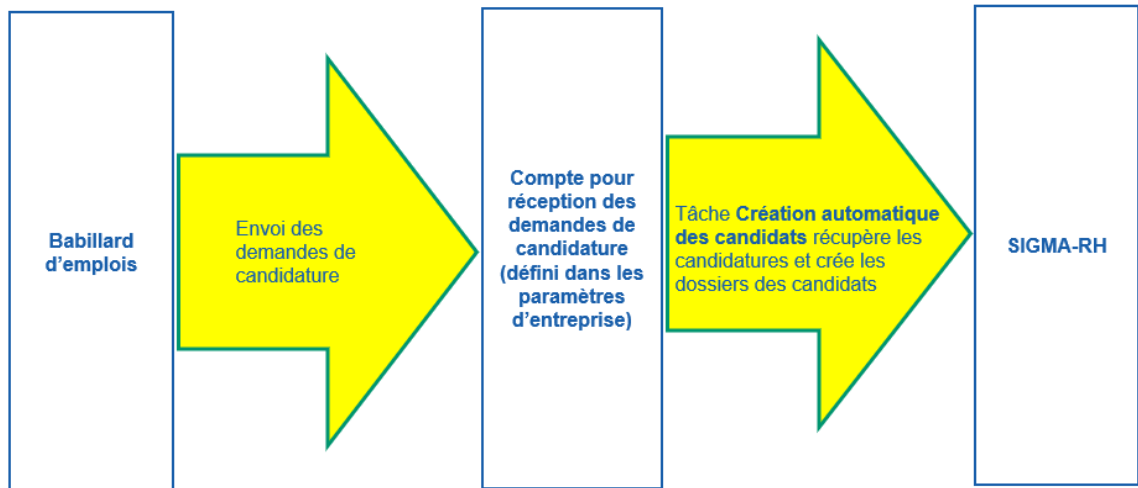 Babillard
d’emplois
Envoi des
demandes de
candidature
Compte pour
réception des
demandes de
candidature
(défini dans les
paramètres
d’entreprise)
Tâche Création automatique
des candidats récupère les
candidatures et crée les
dossiers des candidats
SIGMA-RH